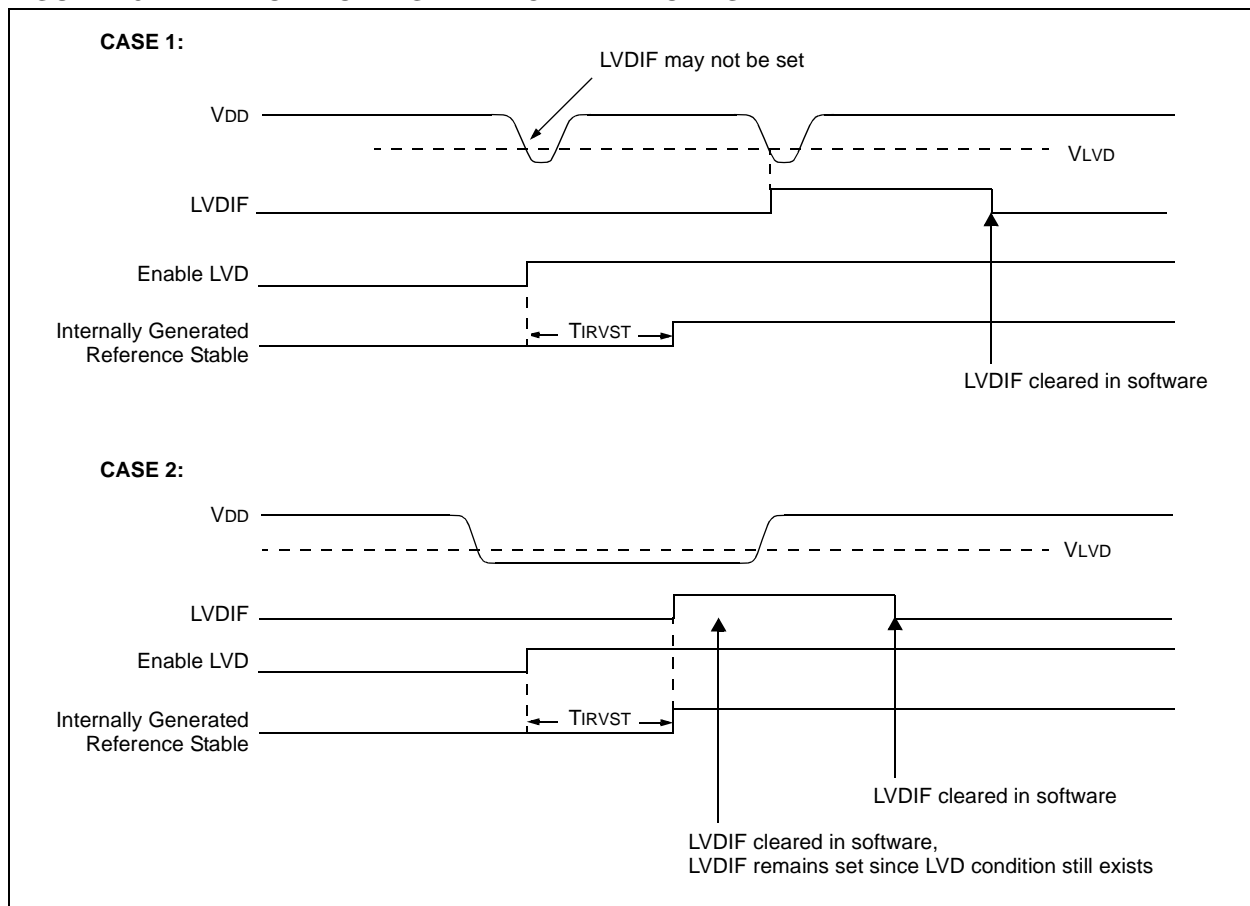 CASE 1:
LVDIF may not be set
VDD
VLVD
LVDIF
Enable LVD
TIRVST
Internally Generated
Reference Stable
LVDIF cleared in software
CASE 2:
VDD
VLVD
LVDIF
Enable LVD
TIRVST
Internally Generated
Reference Stable
LVDIF cleared in software
LVDIF cleared in software,
LVDIF remains set since LVD condition still exists